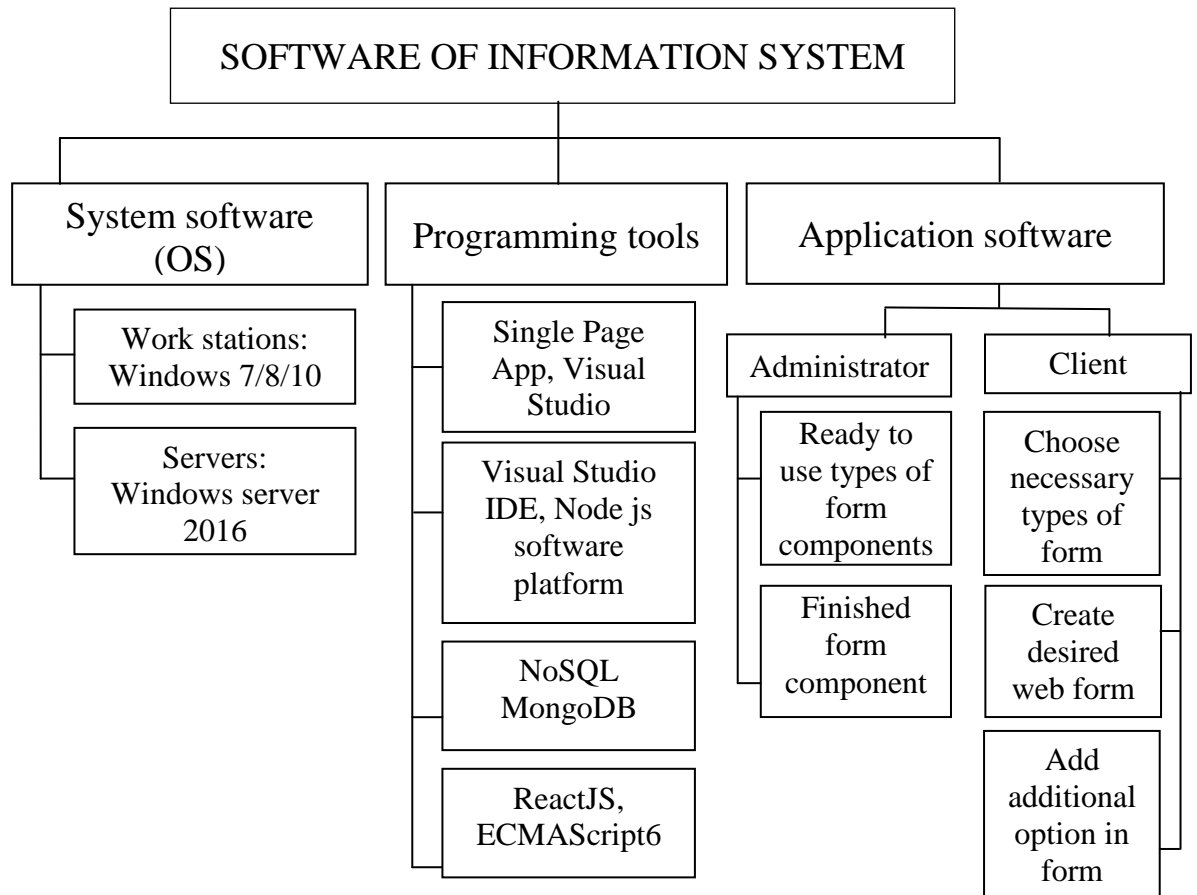 SOFTWARE OF INFORMATION SYSTEM
System software
(OS)
Work stations:
Windows 7/8/10
Servers:
Windows server
2016
Programming tools
Single Page
App, Visual
Studio
Visual Studio
IDE, Node js
software
platform
NoSQL
MongoDB
ReactJS,
ECMAScript6
Application software
Administrator
Ready to
use types of
form
components
Finished
form
component
Client
Choose
necessary
types of
form
Create
desired
web form
Add
additional
option in
form